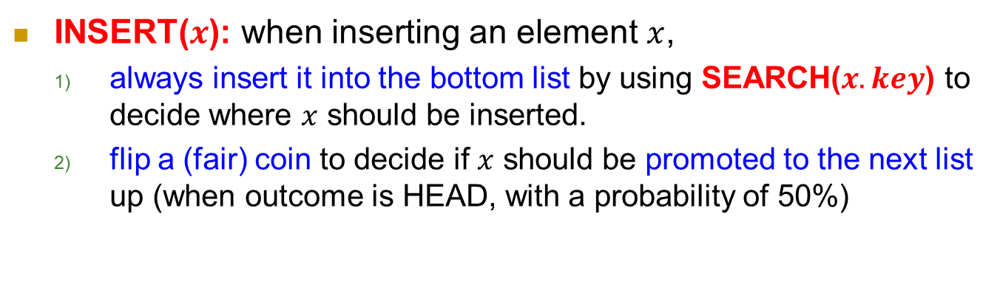 INSERT(x): when inserting an element x,
1) always insert it into the bottom list by using SEARCH(x.key) to
decide where x should be inserted.
2) flip a (fair) coin to decide if x should be promoted to the next list
up (when outcome is HEAD, with a probability of 50%)